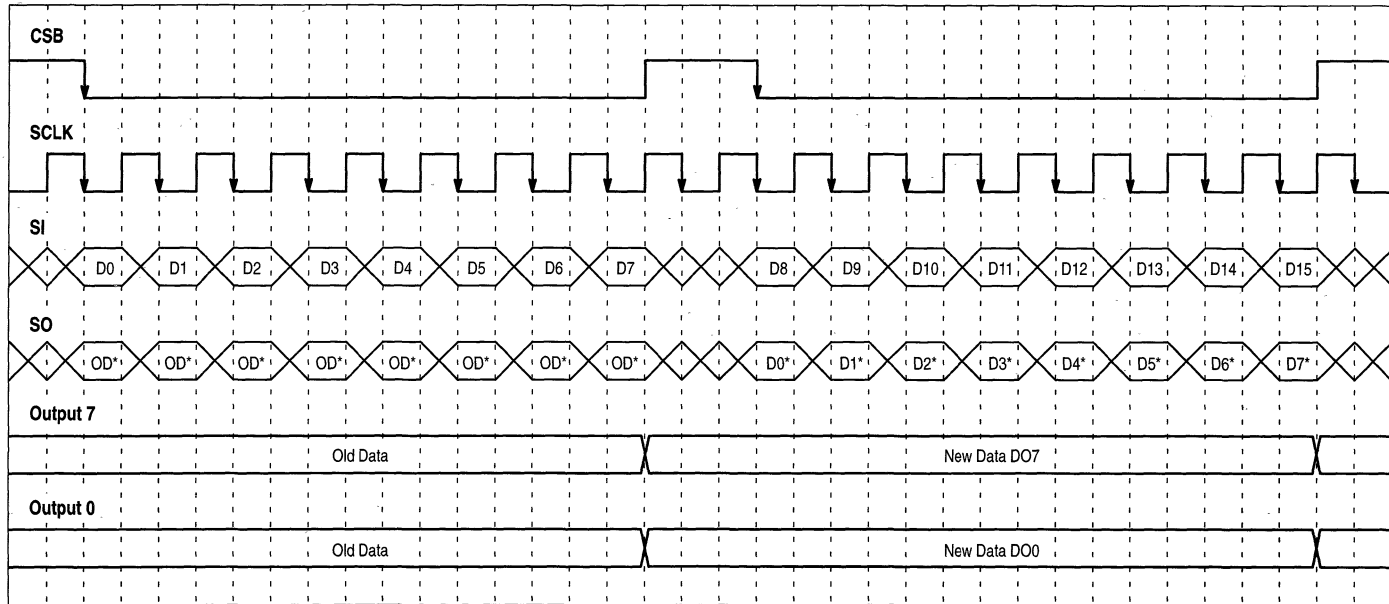 CSB
SCLK
SI
D0 D1 D2 D3 D4 D5 D6 D7 D8 D9 D10 D11 D12 D13 D14 D15
SO
OD* OD* OD* OD* OD* OD* OD* OD* D0* D1* D2* D3* D4* D5* D6* D7*
Output 7
Old Data New Data DO7
Output 0
Old Data New Data DO0